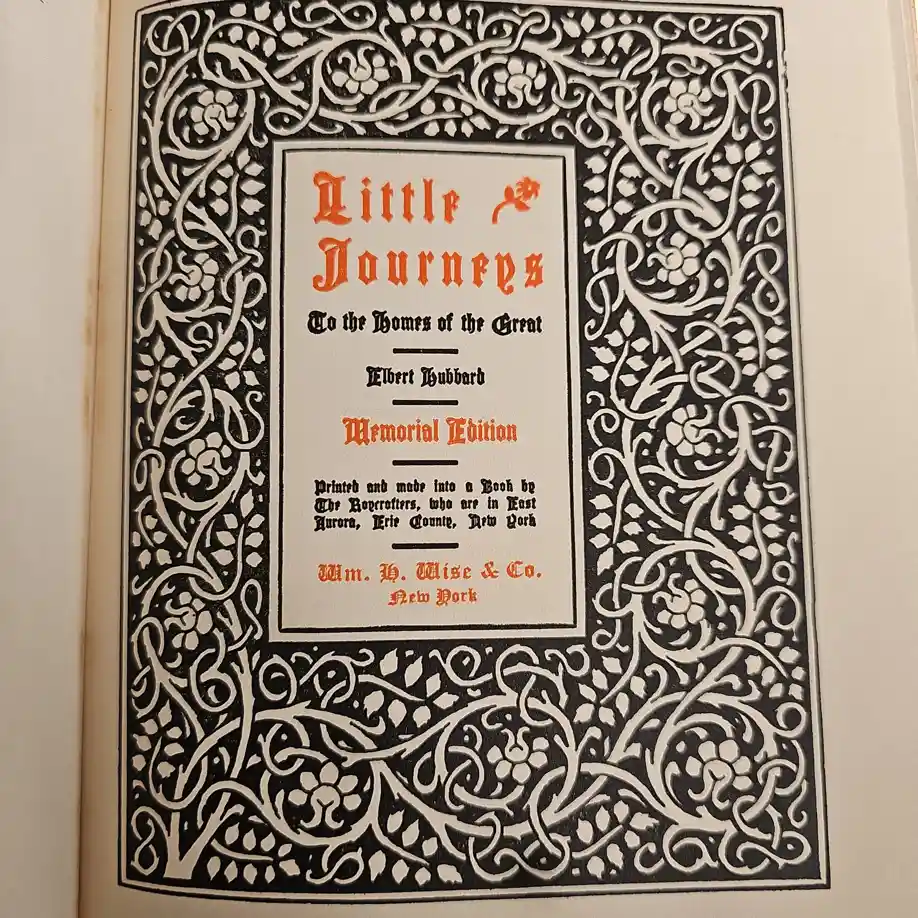 Little
Journeys
To the Homes of the Great
Elbert Hubbard
Memorial Edition
Printed and made into a Book by
The Roycrofters, who are in East
Aurora, Erie County, New York
Wm. H. Wise & Co.
New York